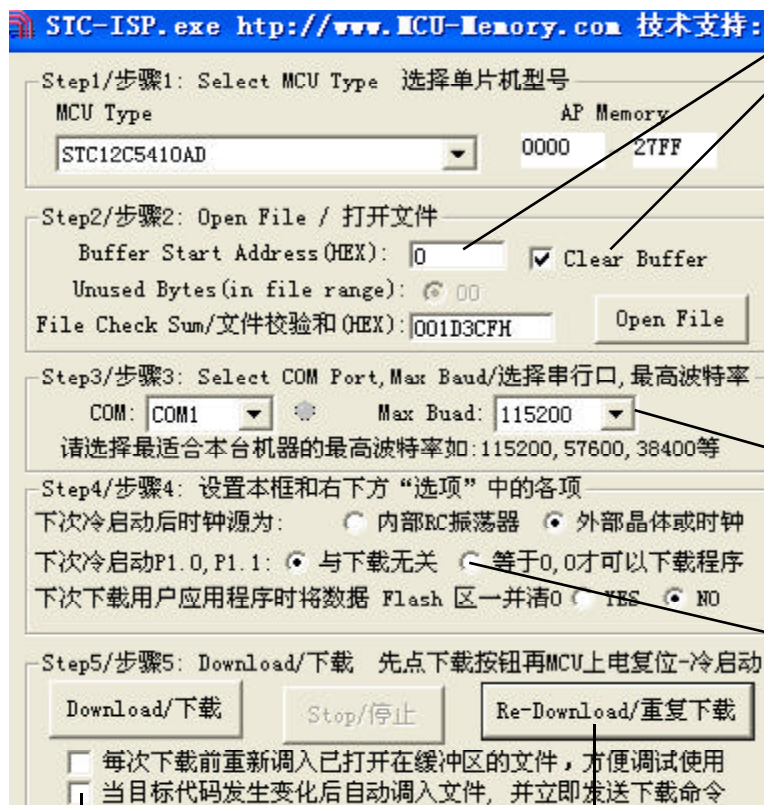 STC-ISP.exe htp://www.MCU-Memory.com 技术支持:
Step1/步骤1: Select MCU Type 选择单片机型号
MCU Type AP Memory
STC12C5410AD 0000 27FF
Step2/步骤2: Open File / 打开文件
Buffer Start Address(HEX): 0 Clear Buffer
Unused Bytes(in file range): 00
File Check Sum/文件校验和(HEX): 001D3CFH Open File
Step3/步骤3: Select COM Port,Max Baud/选择串行口,最高波特率
COM: COM1 Max Buad: 115200
请选择最适合本台机器的最高波特率如:115200,57600,38400等
Step4/步骤4: 设置本框和右下方“选项”中的各项
下次冷启动后时钟源为: 内部RC振荡器 外部晶体或时钟
下次冷启动P1.0,P1.1: 与下载无关 等于0,0才可以下载程序
下次下载用户应用程序时将数据 Flash 区一并清0 YES NO
Step5/步骤5: Download/下载 先点下载按钮再MCU上电复位-冷启动
Download/下载 Stop/停止 Re-Download/重复下载
每次下载前重新调入已打开在缓冲区的文件，方便调试使用
当目标代码发生变化后自动调入文件, 并立即发送下载命令